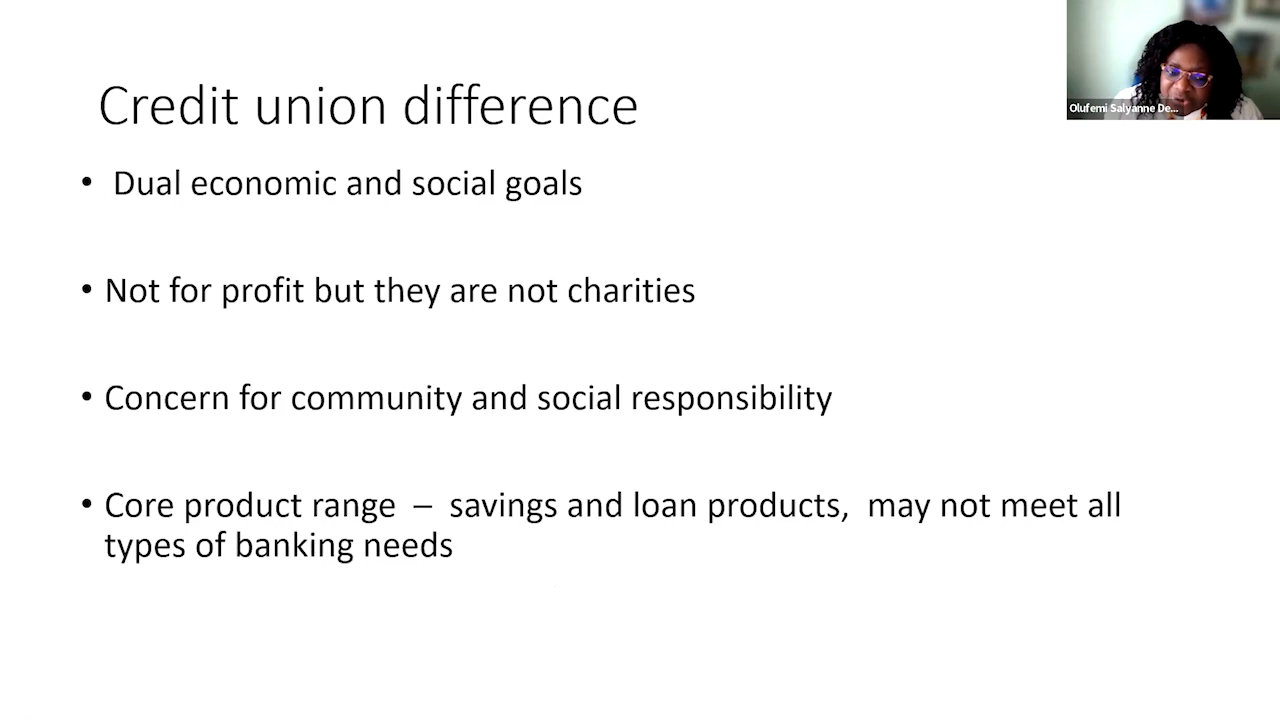 Credit union difference
Olufemi Salyanne De...
• Dual economic and social goals
• Not for profit but they are not charities
• Concern for community and social responsibility
• Core product range – savings and loan products, may not meet all
types of banking needs